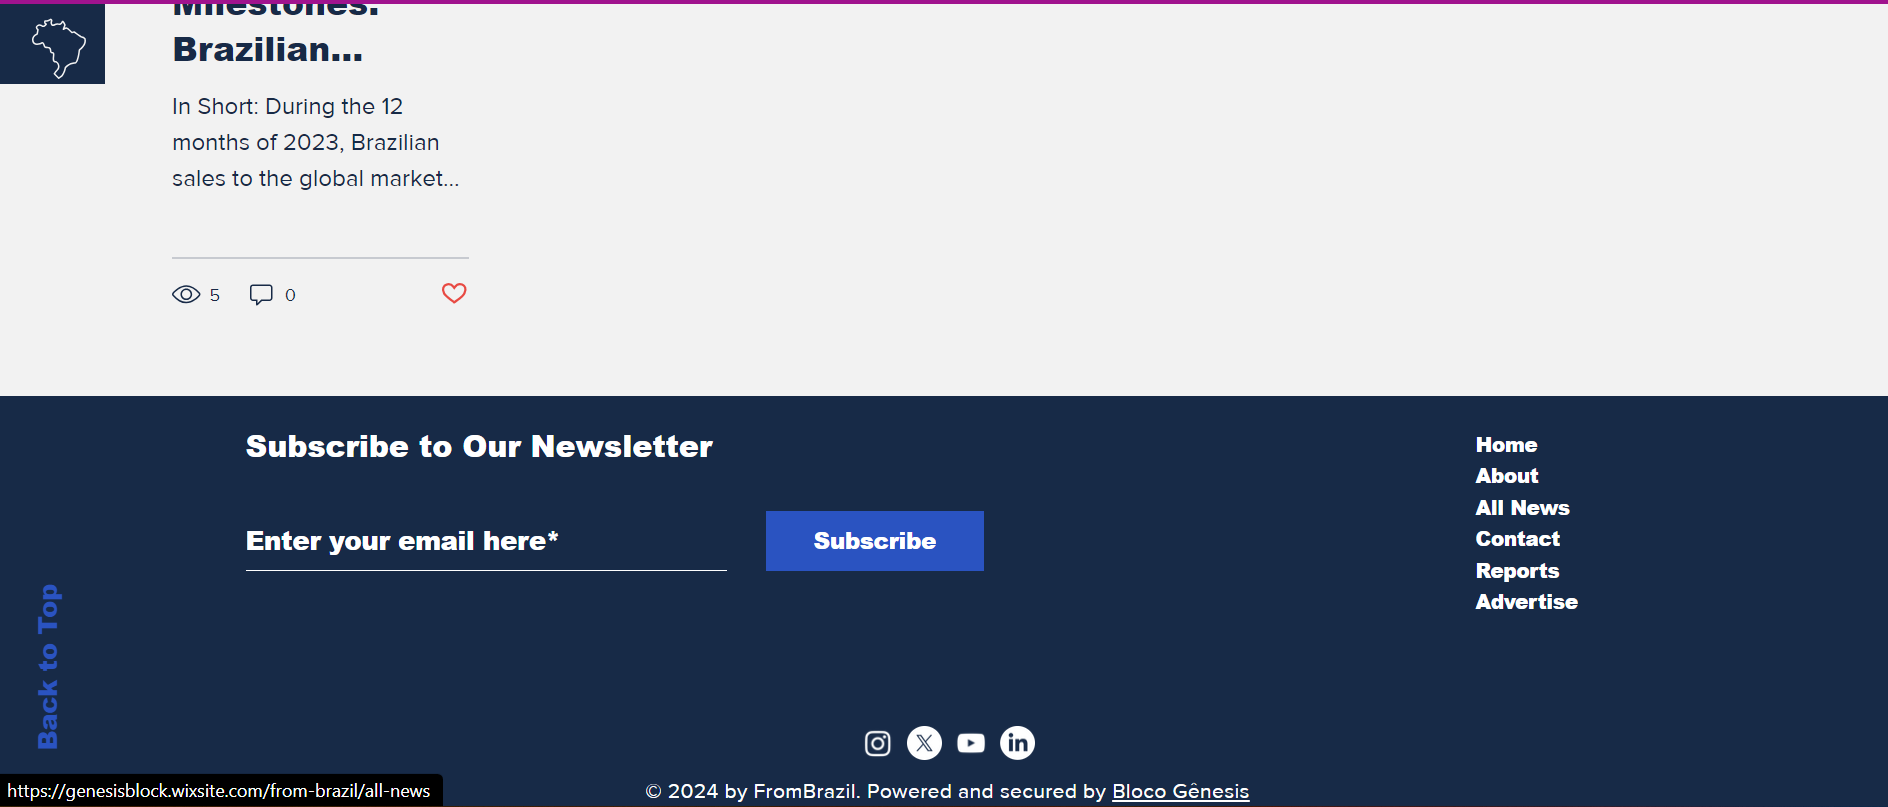 Milestones:
Brazilian...
In Short: During the 12
months of 2023, Brazilian
sales to the global market...
5
0
Subscribe to Our Newsletter
Enter your email here*
Subscribe
Home
About
All News
Contact
Reports
Advertise
Back to Top
https://genesisblock.wixsite.com/from-brazil/all-news
© 2024 by FromBrazil. Powered and secured by Bloco Gênesis